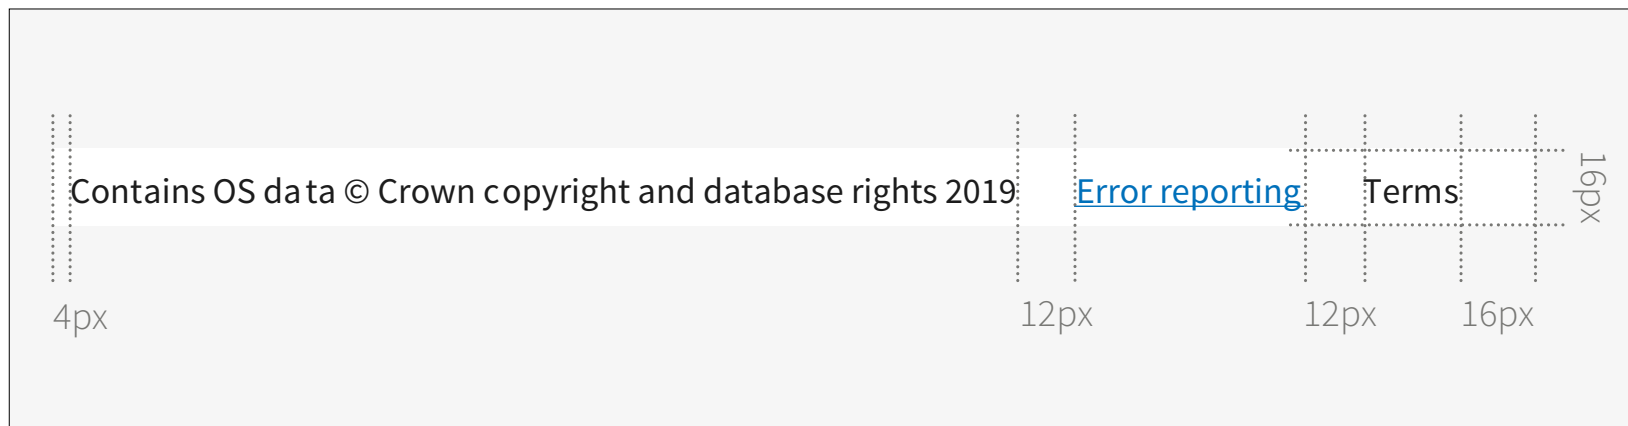 Contains OS data © Crown copyright and database rights 2019 Error reporting Terms
16px
4px 12px 12px 16px